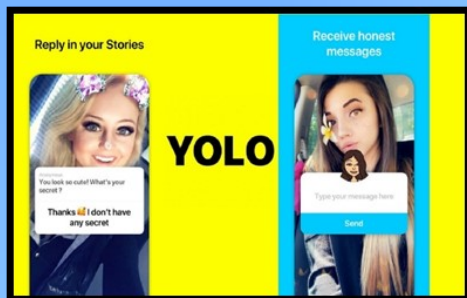 Reply in your Stories
Anonymous
You look so cute! What's your
secret ?
Thanks 🥰 I don't have
any secret
YOLO
Receive honest
messages
Type your message here
Send